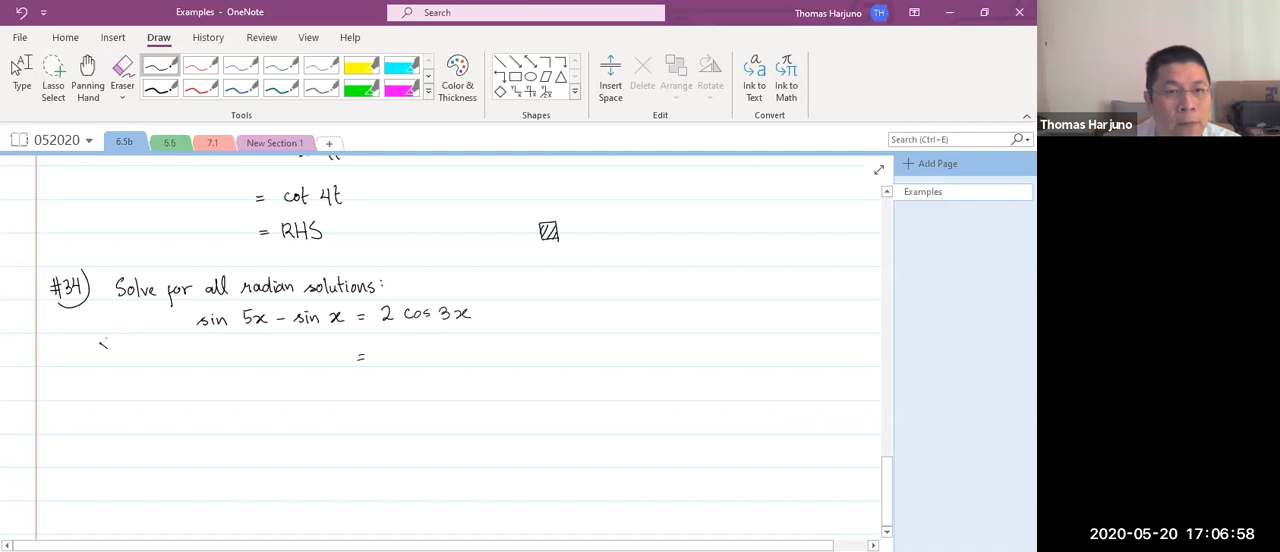 Examples - OneNote
Search
Thomas Harjuno
TH
File Home Insert Draw History Review View Help
Type
Lasso Select
Panning Hand
Eraser
Color & Thickness
Insert Space
Delete
Arrange
Rotate
Ink to Text
Ink to Math
Tools
Shapes
Edit
Convert
052020
6.5b
6.6
7.1
New Section 1
Search (Ctrl+E)
Add Page
Examples
= cot 4t
= RHS
#34) Solve for all radian solutions:
sin 5x - sin x = 2 cos 3x
=
Thomas Harjuno
2020-05-20 17:06:58